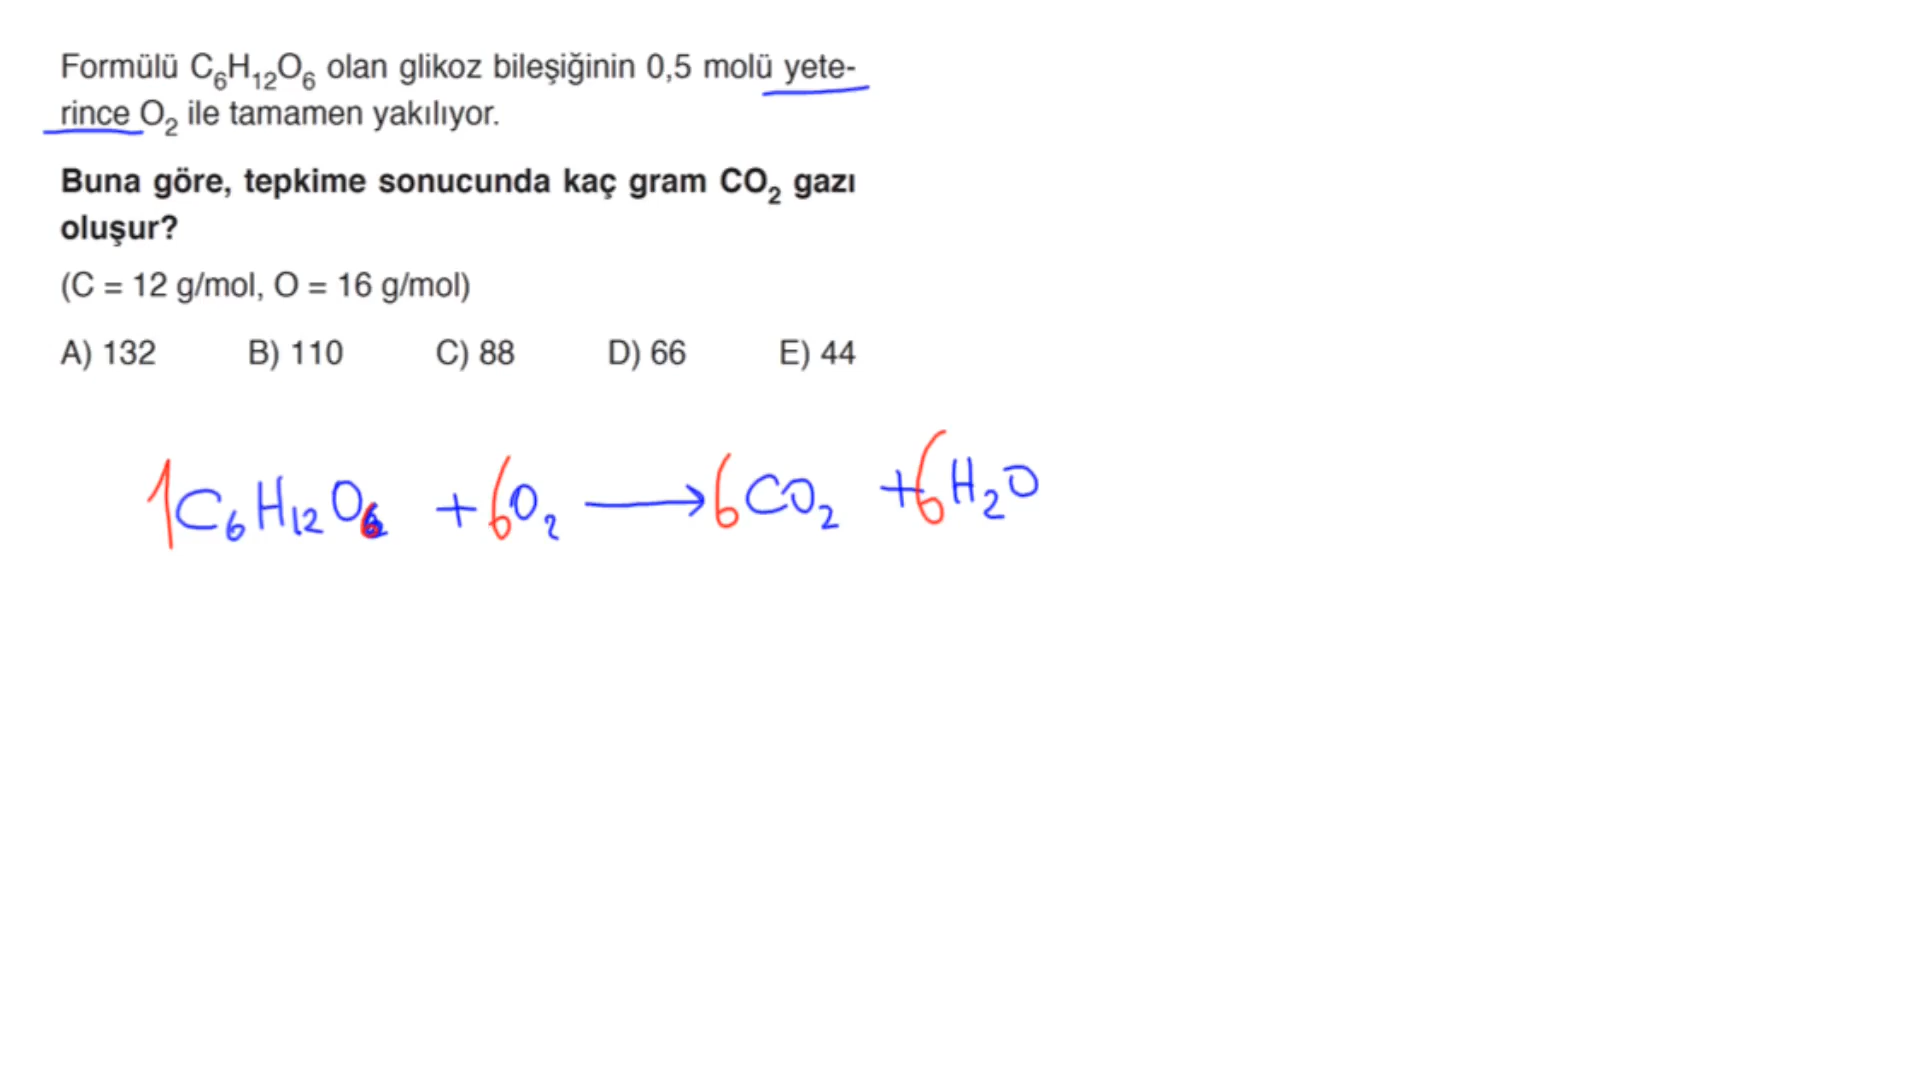 Formülü C₆H₁₂O₆ olan glikoz bileşiğinin 0,5 molü yete-
rince O₂ ile tamamen yakılıyor.
Buna göre, tepkime sonucunda kaç gram CO₂ gazı
oluşur?
(C = 12 g/mol, O = 16 g/mol)
A) 132 B) 110 C) 88 D) 66 E) 44
1C₆H₁₂O₆ + 6O₂ → 6CO₂ + 6H₂O